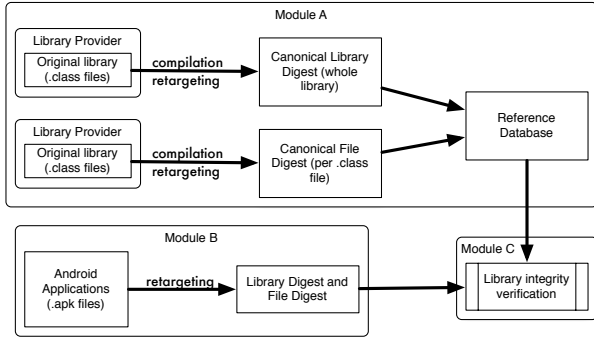 Module A
Library Provider
Original library
(.class files)
compilation
retargeting
Canonical Library
Digest (whole
library)
Library Provider
Original library
(.class files)
compilation
retargeting
Canonical File
Digest (per .class
file)
Reference
Database
Module B
Android
Applications
(.apk files)
retargeting
Library Digest and
File Digest
Module C
Library integrity
verification